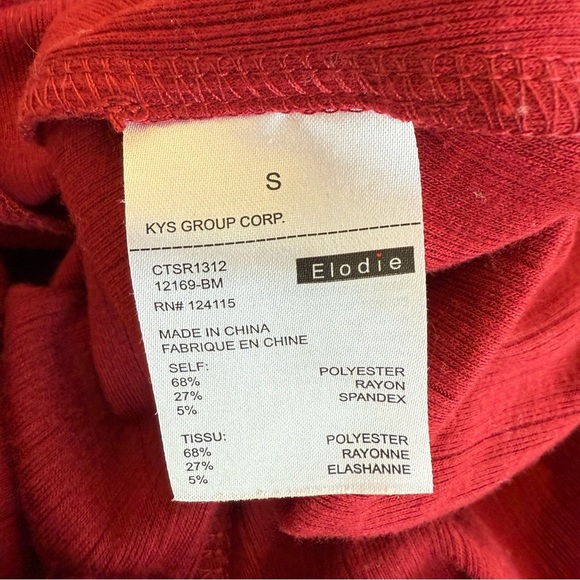 S
KYS GROUP CORP.
CTSR1312
12169-BM
Elodie
RN# 124115
MADE IN CHINA
FABRIQUE EN CHINE
SELF:
68% POLYESTER
27% RAYON
5% SPANDEX
TISSU:
68% POLYESTER
27% RAYONNE
5% ELASHANNE